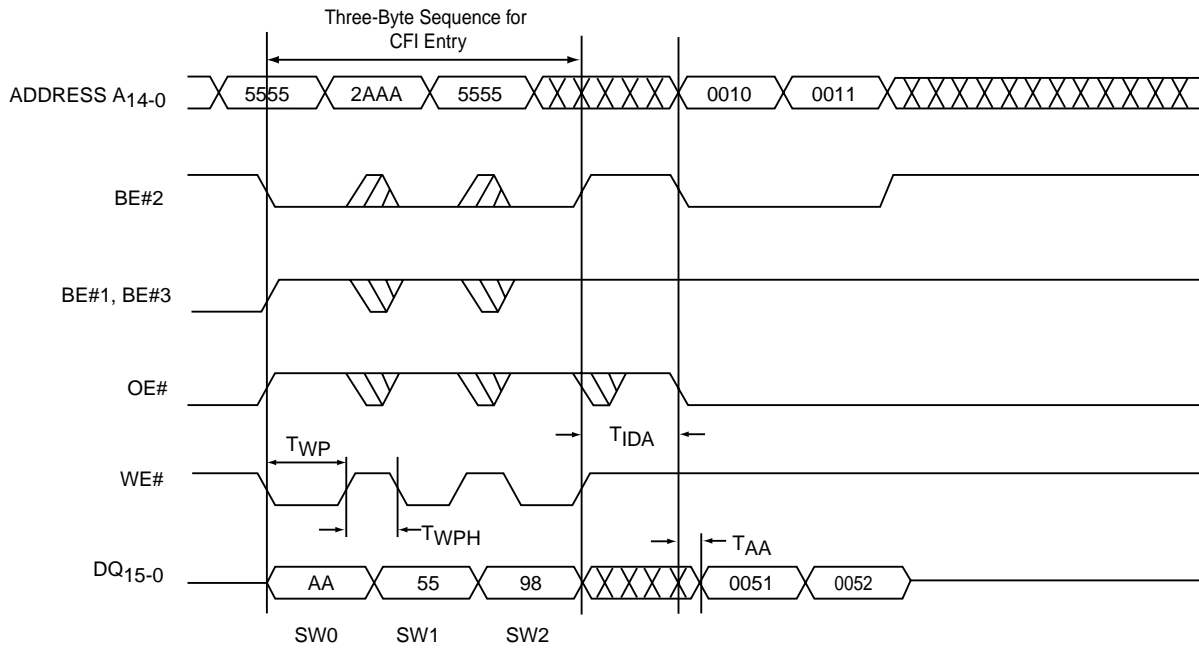 Three-Byte Sequence for
CFI Entry
ADDRESS A14-0
5555
2AAA
5555
0010
0011
BE#2
BE#1, BE#3
OE#
TWP
TIDA
WE#
TWPH
TAA
DQ15-0
AA
55
98
0051
0052
SW0
SW1
SW2